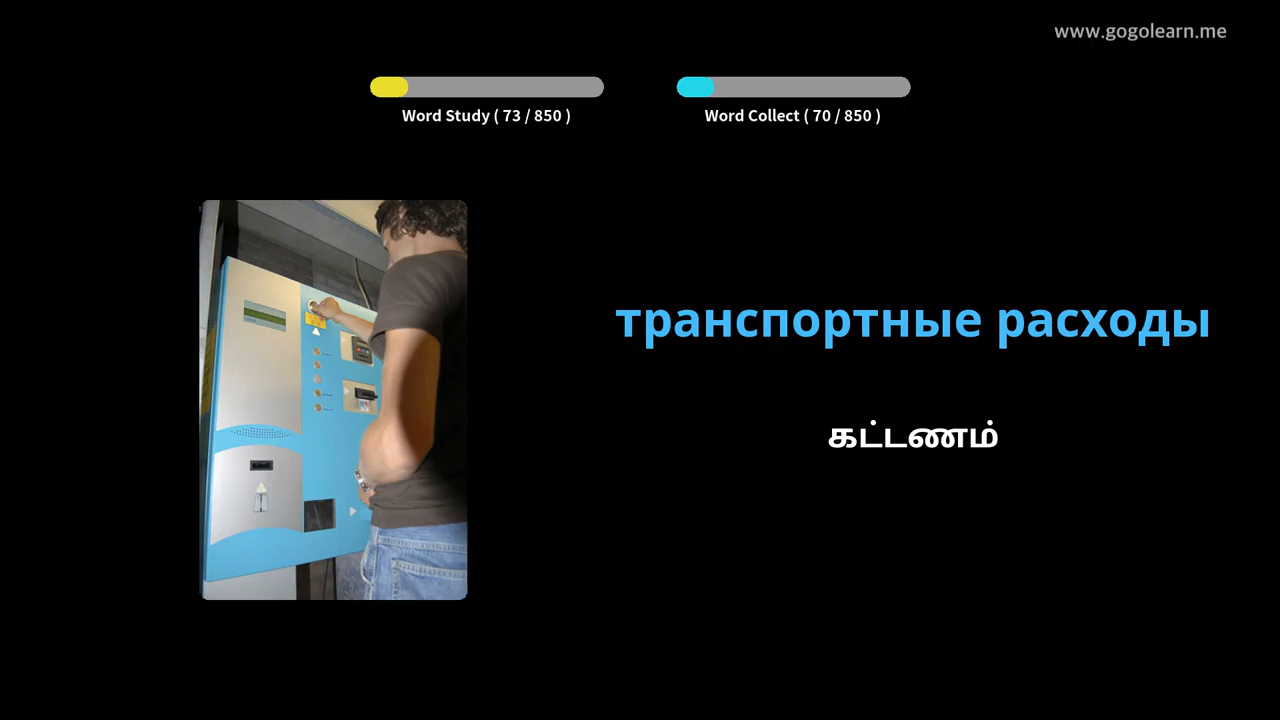 www.gogolearn.me
Word Study ( 73 / 850 )
Word Collect ( 70 / 850 )
транспортные расходы
கட்டணம்